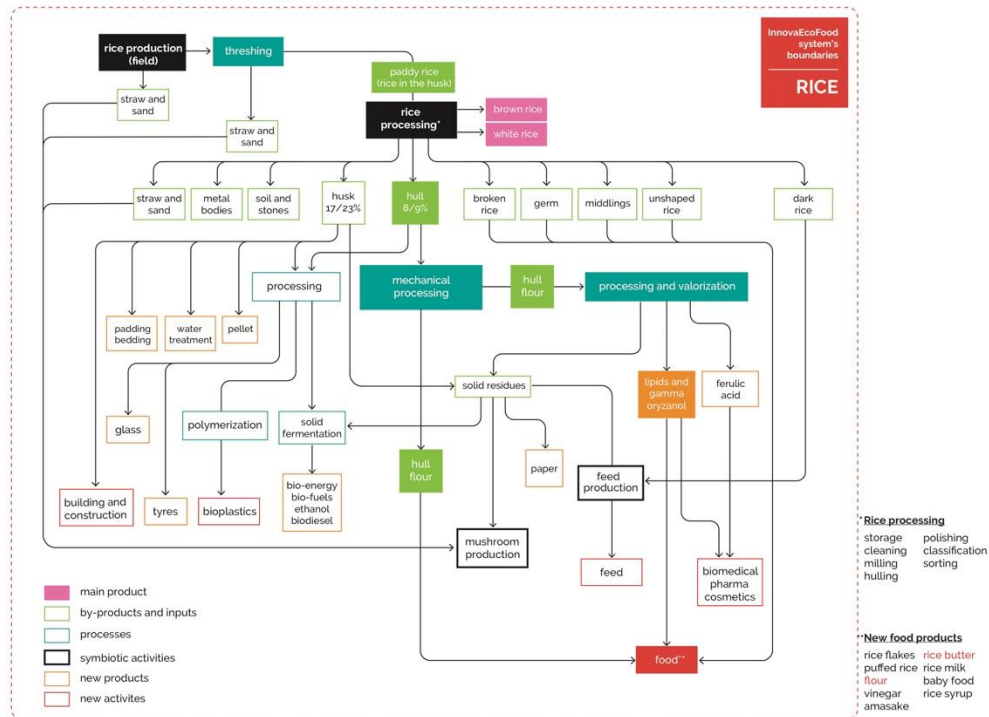 InnovaEcoFood
system's
boundaries
RICE
rice production
(field)
threshing
paddy rice
(rice in the husk)
straw and
sand
rice
processing*
brown rice
white rice
straw and
sand
straw and
sand
metal
bodies
soil and
stones
husk
17/23%
hull
8/9%
broken
rice
germ
middlings
unshaped
rice
dark
rice
processing
mechanical
processing
hull
flour
processing and valorization
padding
bedding
water
treatment
pellet
solid residues
lipids and
gamma
oryzanol
ferulic
acid
glass
polymerization
solid
fermentation
hull
flour
paper
feed
production
building and
construction
tyres
bioplastics
bio-energy
bio-fuels
ethanol
biodiesel
mushroom
production
feed
biomedical
pharma
cosmetics
food**
main product
by-products and inputs
processes
symbiotic activities
new products
new activites
*Rice processing
storage polishing
cleaning classification
milling sorting
hulling
**New food products
rice flakes rice butter
puffed rice rice milk
flour baby food
vinegar rice syrup
amasake